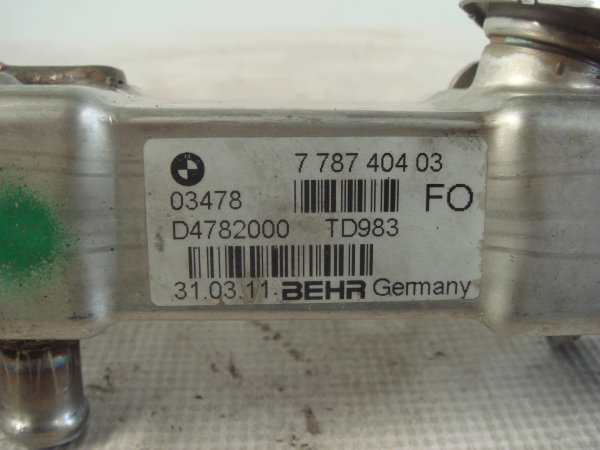 7 787 404 03
03478
FO
D4782000 TD983
31.03.11. BEHR Germany